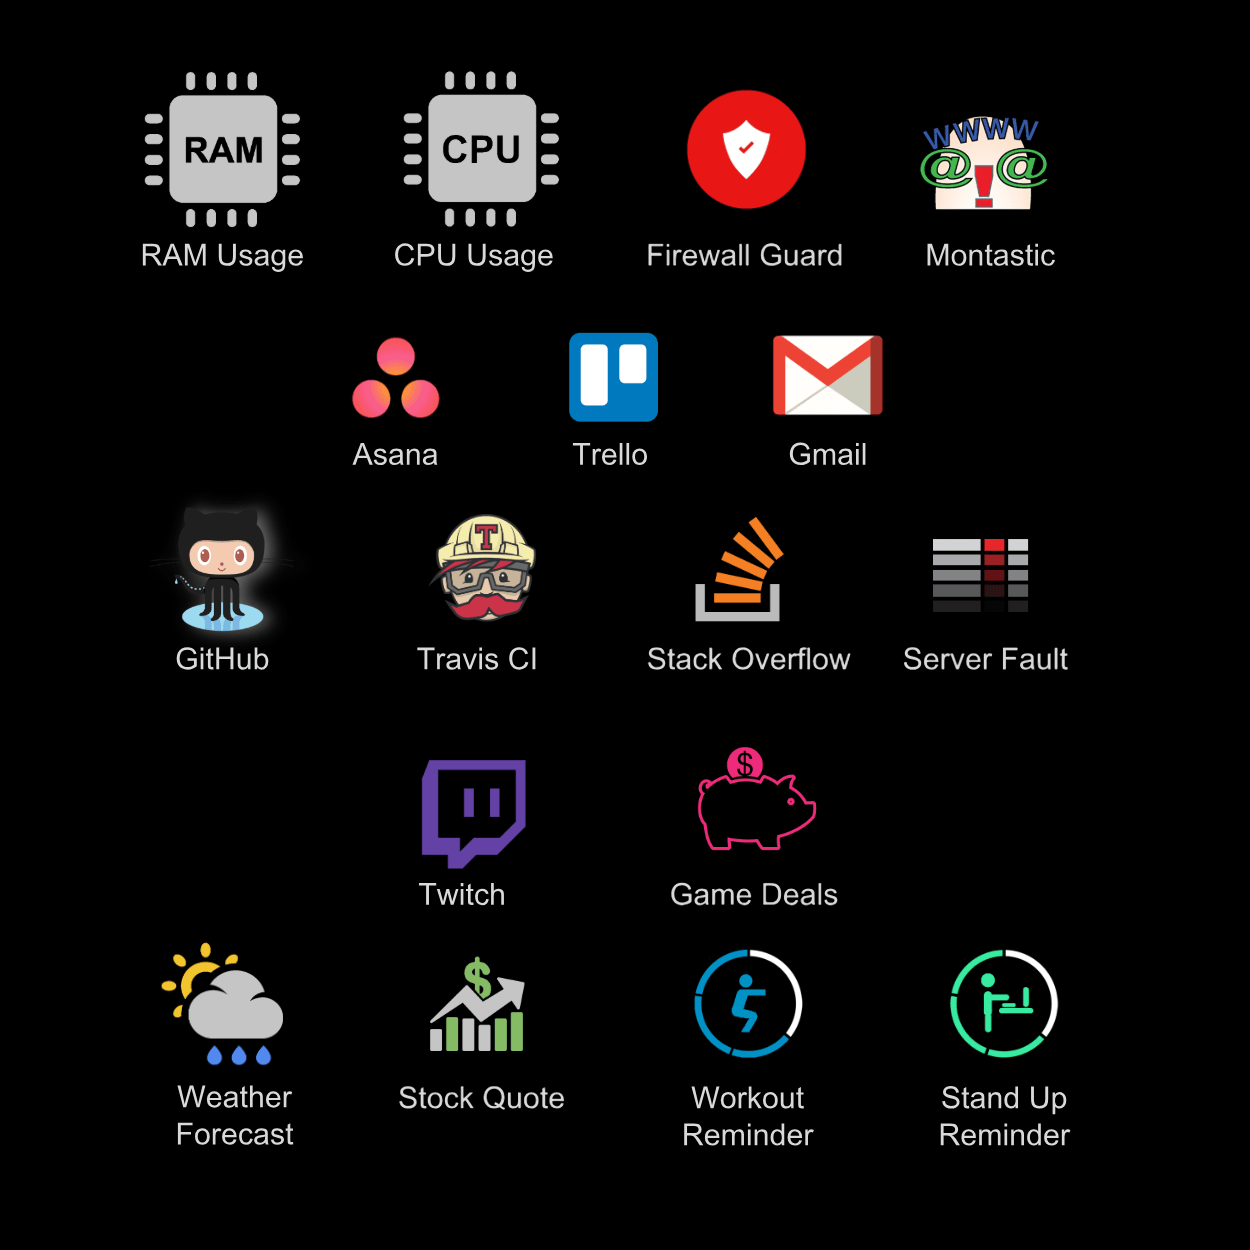 RAM
CPU
WWWW
@!@
RAM Usage
CPU Usage
Firewall Guard
Montastic
Asana
Trello
Gmail
T
GitHub
Travis CI
Stack Overflow
Server Fault
$
Twitch
Game Deals
$
Weather
Forecast
Stock Quote
Workout
Reminder
Stand Up
Reminder